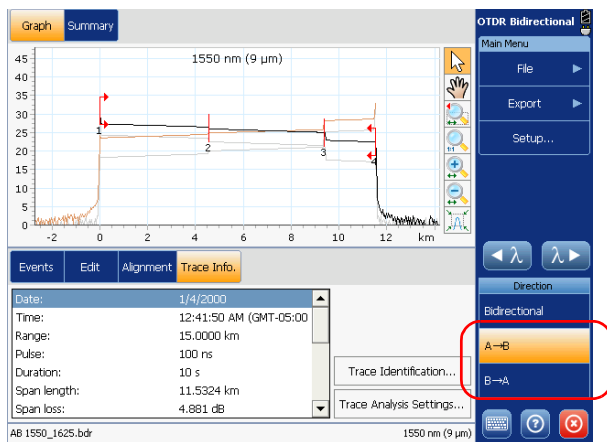 Graph Summary
OTDR Bidirectional
Main Menu
File
Export
Setup...
1550 nm (9 µm)
45
40
35
30
25
20
15
10
5
0
1
2
3
4
-2 0 2 4 6 8 10 12 km
1:1
λ λ
Direction
Bidirectional
A→B
B→A
Events Edit Alignment Trace Info.
Date: 1/4/2000
Time: 12:41:50 AM (GMT-05:00
Range: 15.0000 km
Pulse: 100 ns
Duration: 10 s
Span length: 11.5324 km
Span loss: 4.881 dB
Trace Identification...
Trace Analysis Settings...
AB 1550_1625.bdr
1550 nm (9 µm)